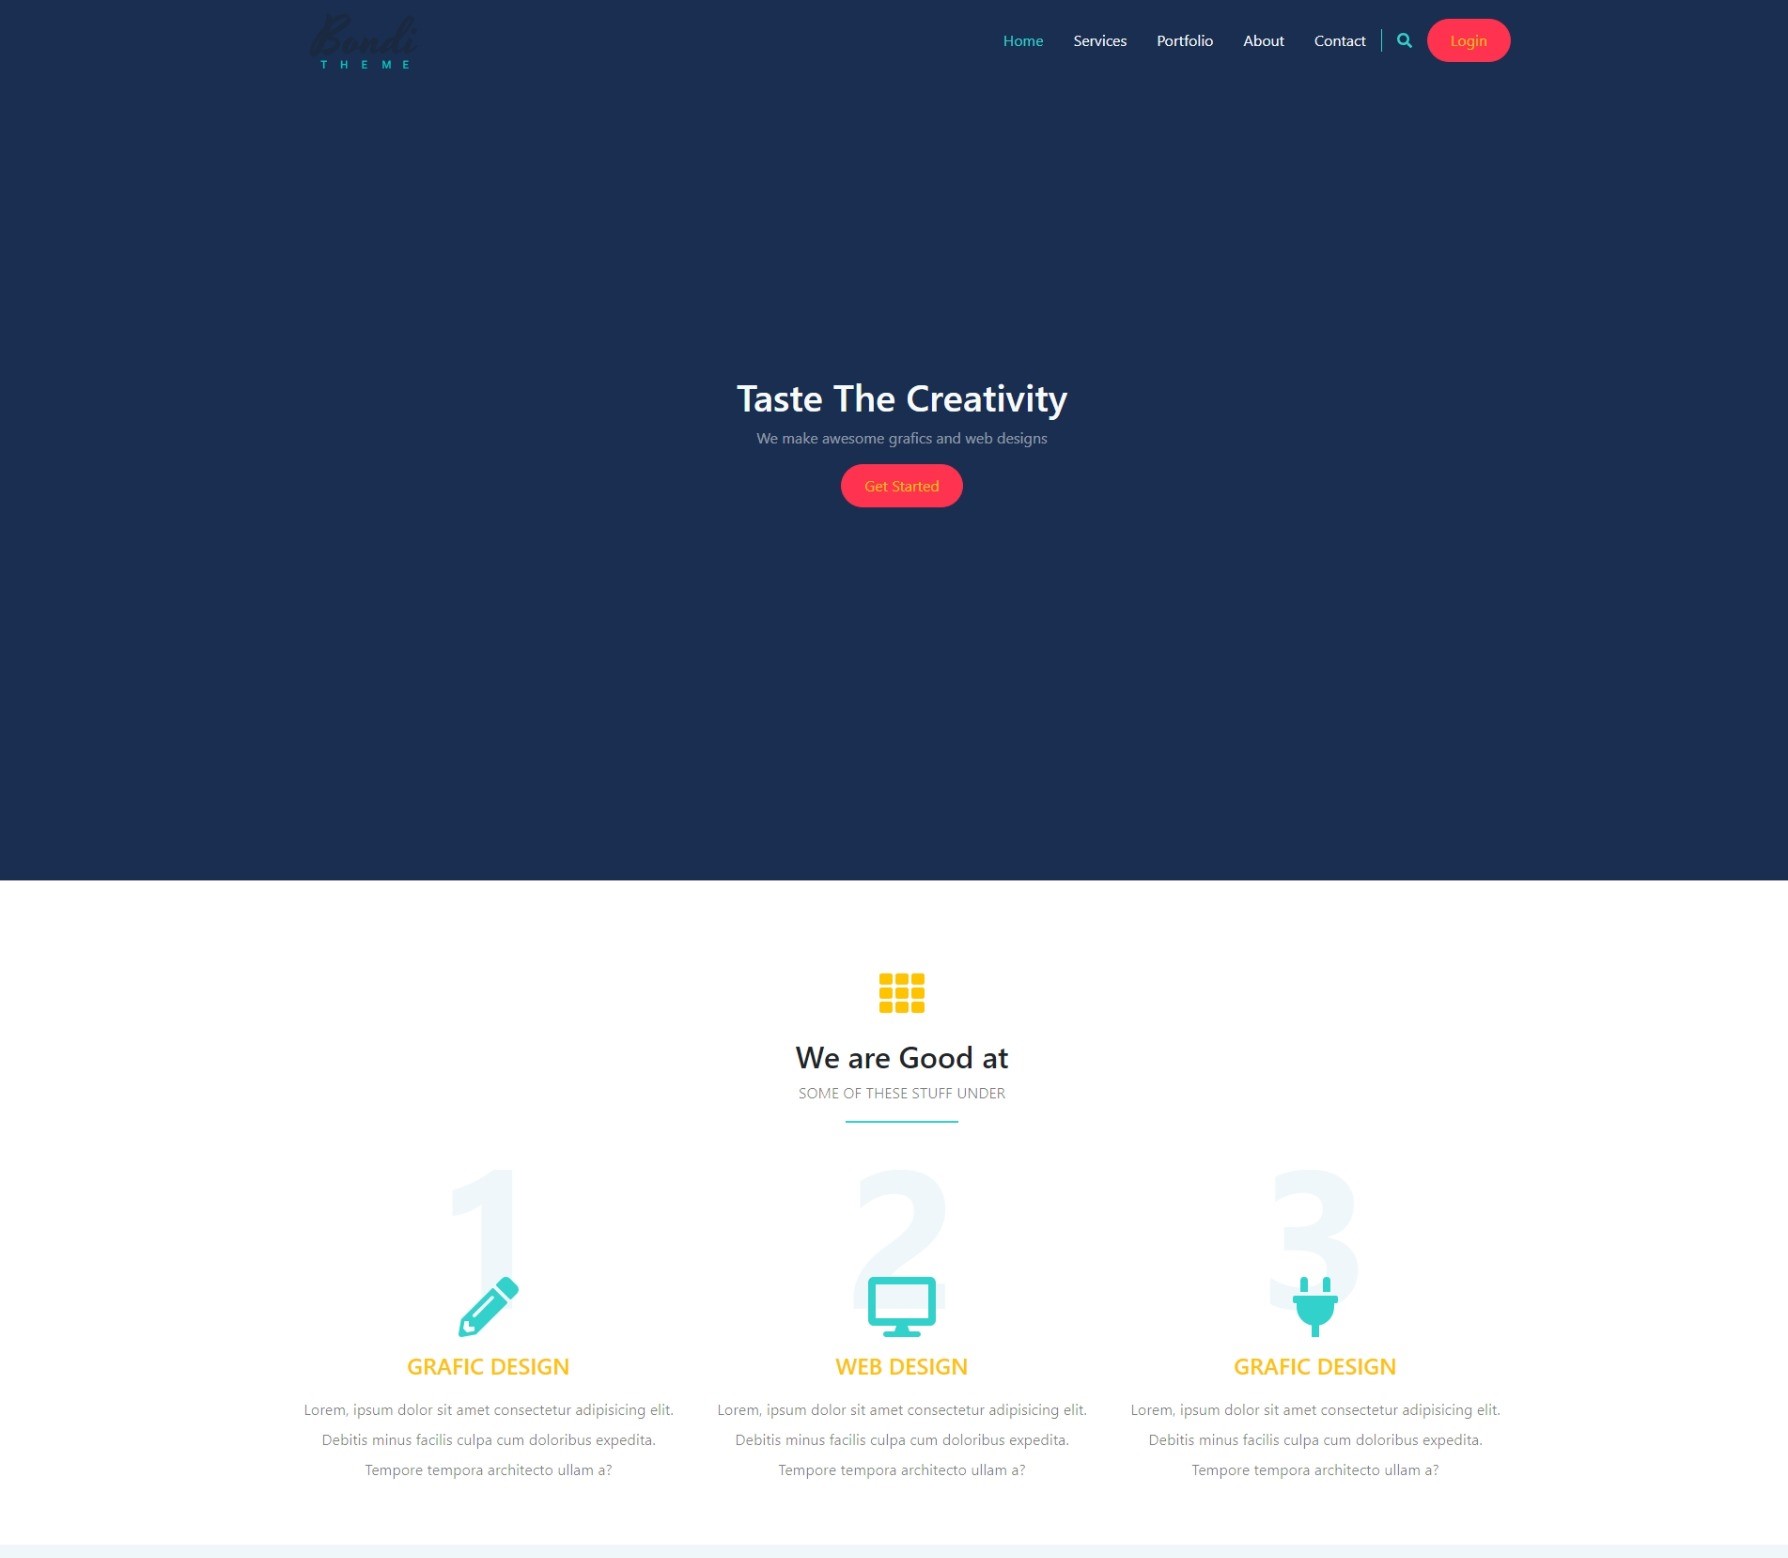 Bondi
THEME
Home Services Portfolio About Contact Login
Taste The Creativity
We make awesome grafics and web designs
Get Started
We are Good at
SOME OF THESE STUFF UNDER
1
GRAFIC DESIGN
Lorem, ipsum dolor sit amet consectetur adipisicing elit.
Debitis minus facilis culpa cum doloribus expedita.
Tempore tempora architecto ullam a?
2
WEB DESIGN
Lorem, ipsum dolor sit amet consectetur adipisicing elit.
Debitis minus facilis culpa cum doloribus expedita.
Tempore tempora architecto ullam a?
3
GRAFIC DESIGN
Lorem, ipsum dolor sit amet consectetur adipisicing elit.
Debitis minus facilis culpa cum doloribus expedita.
Tempore tempora architecto ullam a?